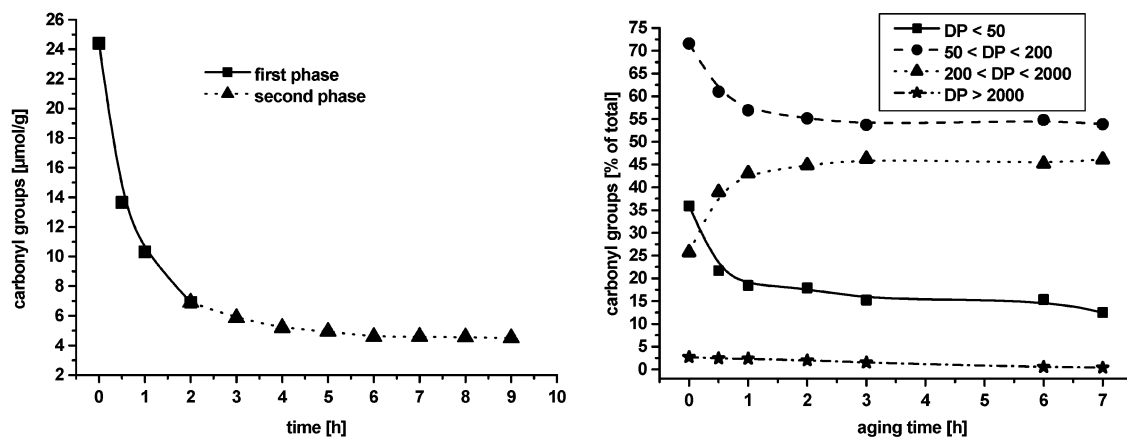 26
24
22
20
18
16
14
12
10
8
6
4
2
carbonyl groups [µmol/g]
first phase
second phase
0 1 2 3 4 5 6 7 8 9 10
time [h]
75
70
65
60
55
50
45
40
35
30
25
20
15
10
5
0
carbonyl groups [% of total]
DP < 50
50 < DP < 200
200 < DP < 2000
DP > 2000
0 1 2 3 4 5 6 7
aging time [h]